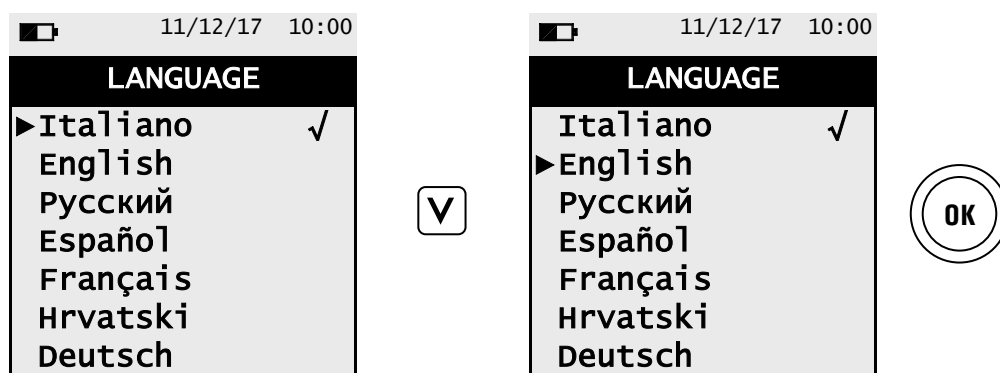 11/12/17 10:00
LANGUAGE
▶Italiano √
English
Русский
Español
Français
Hrvatski
Deutsch
V
11/12/17 10:00
LANGUAGE
Italiano √
▶English
Русский
Español
Français
Hrvatski
Deutsch
OK